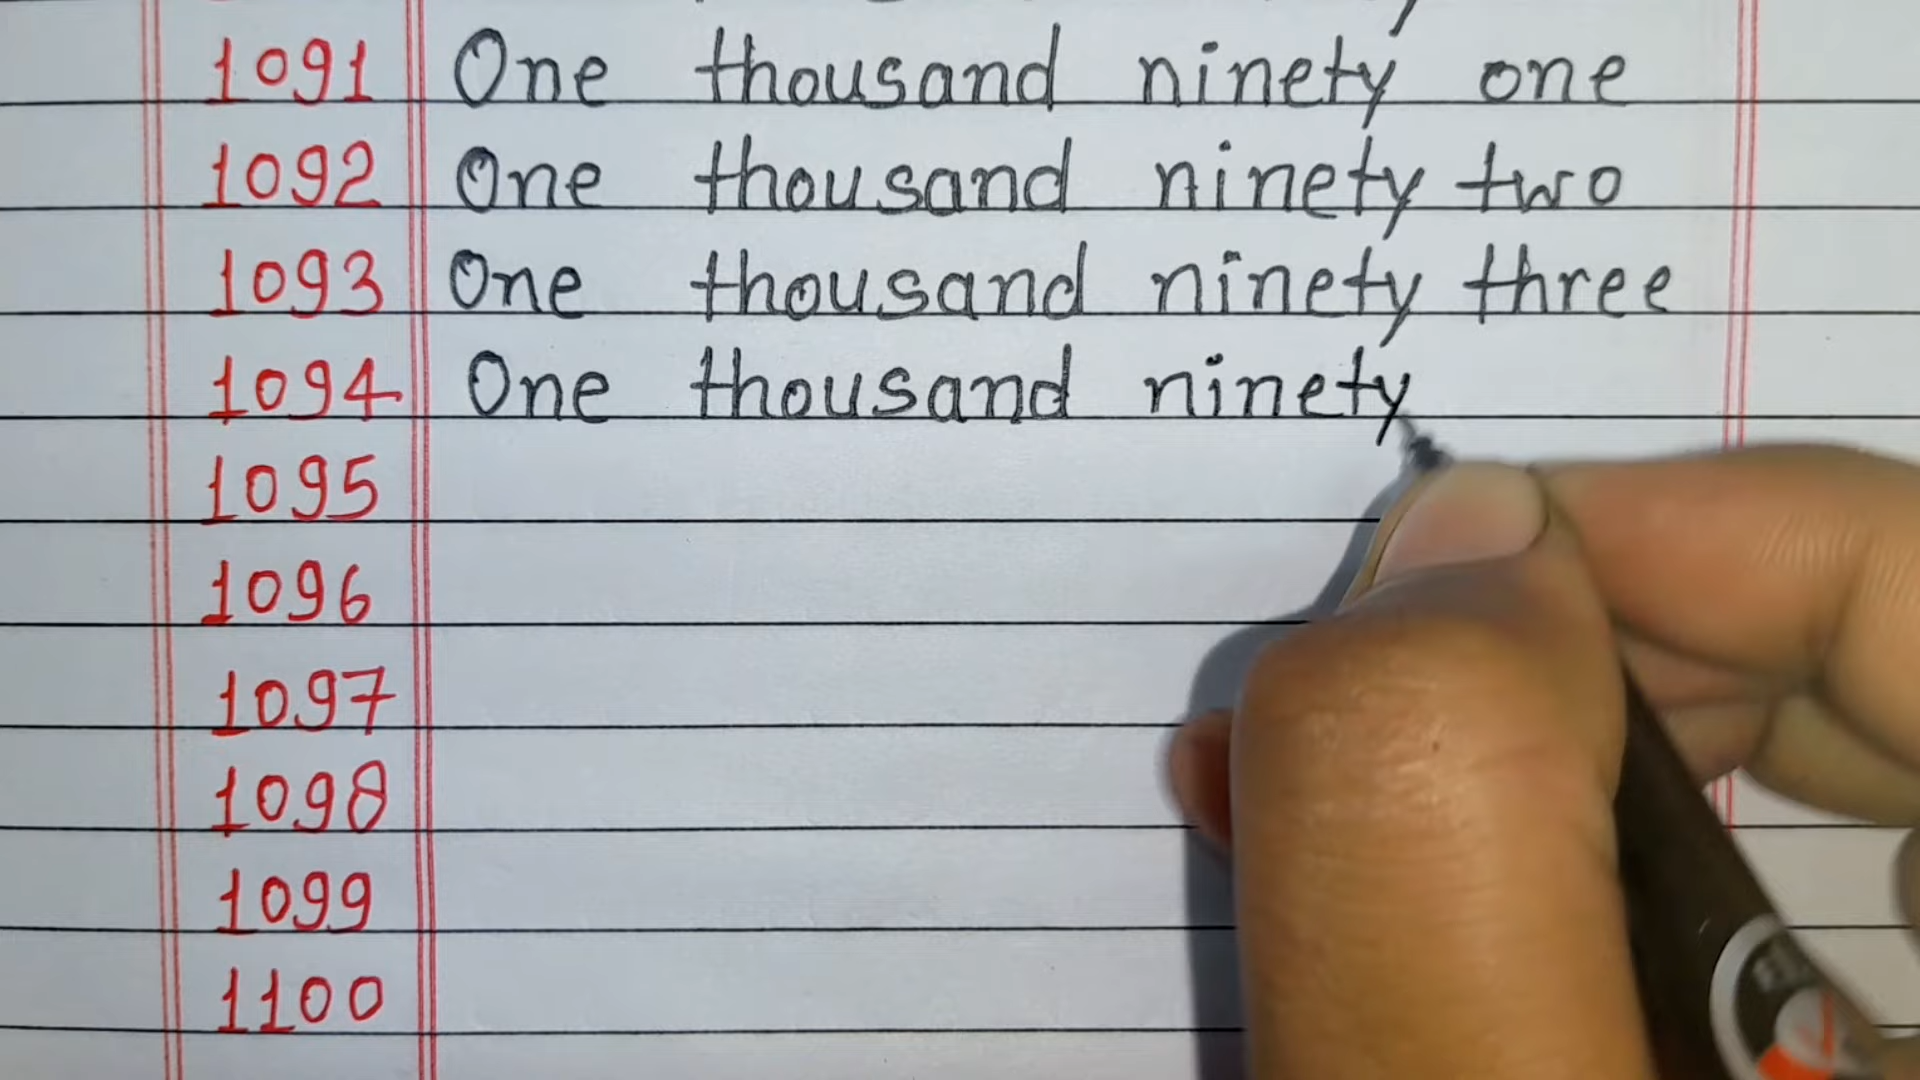 1091 One thousand ninety one
1092 One thousand ninety two
1093 One thousand ninety three
1094 One thousand ninety
1095
1096
1097
1098
1099
1100